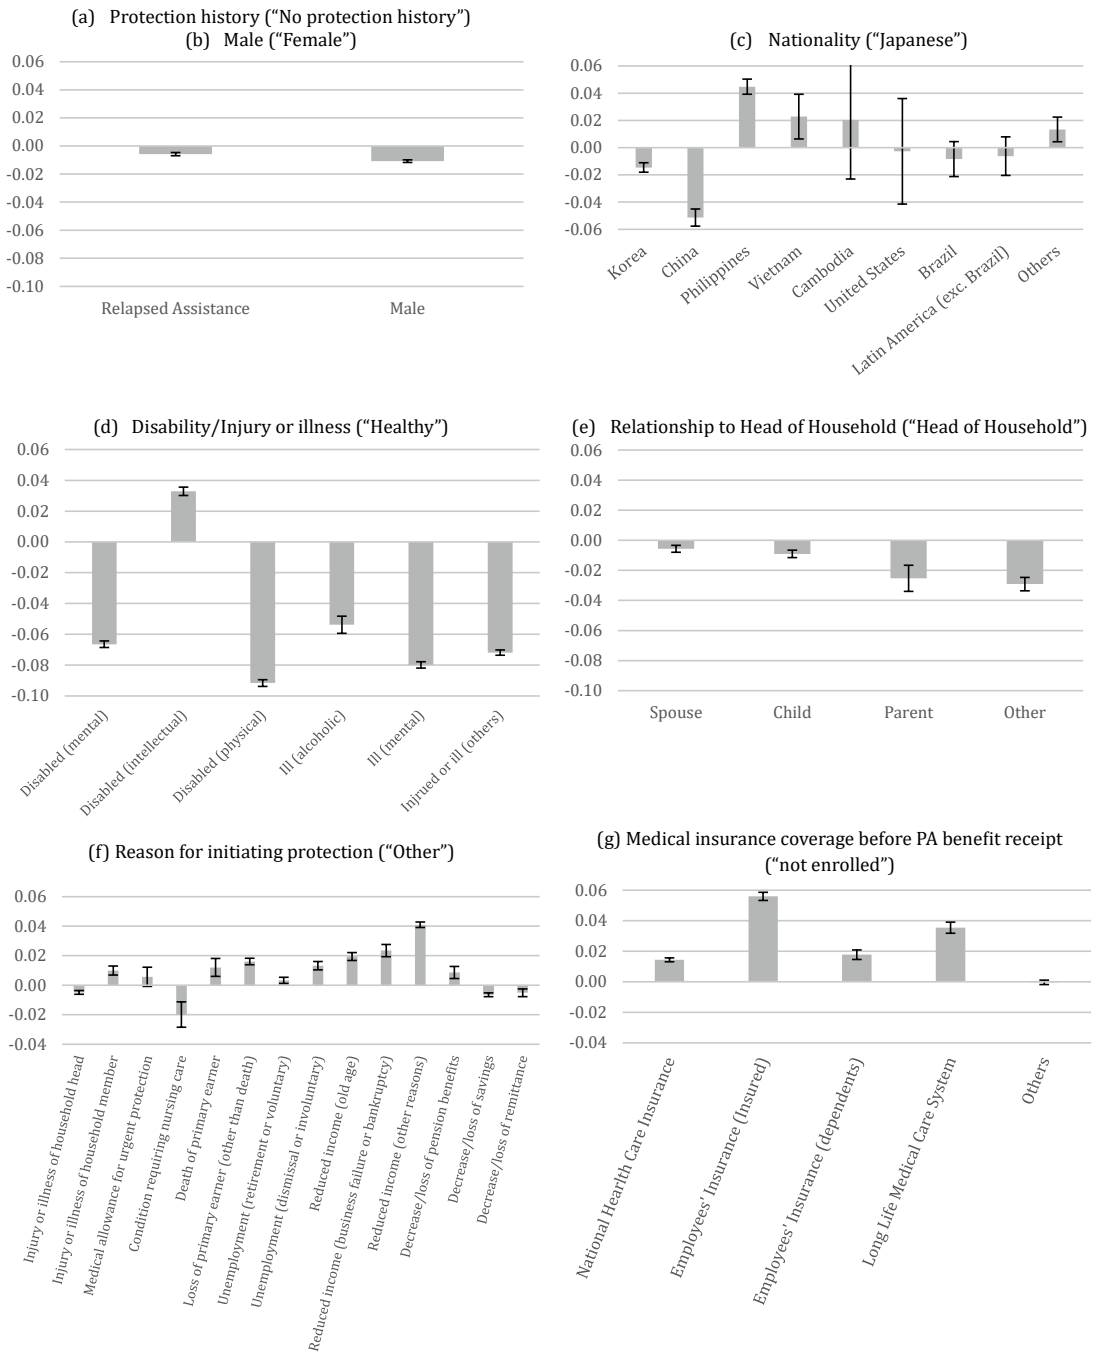 (a) Protection history (“No protection history”)
(b) Male (“Female”)
0.06
0.04
0.02
0.00
-0.02
-0.04
-0.06
-0.08
-0.10
Relapsed Assistance
Male
(c) Nationality (“Japanese”)
0.06
0.04
0.02
0.00
-0.02
-0.04
-0.06
Korea
China
Philippines
Vietnam
Cambodia
United States
Brazil
Latin America (exc. Brazil)
Others
(d) Disability/Injury or illness (“Healthy”)
0.06
0.04
0.02
0.00
-0.02
-0.04
-0.06
-0.08
-0.10
Disabled (mental)
Disabled (intellectual)
Disabled (physical)
Ill (alcoholic)
Ill (mental)
Injrued or ill (others)
(e) Relationship to Head of Household (“Head of Household”)
0.06
0.04
0.02
0.00
-0.02
-0.04
-0.06
-0.08
-0.10
Spouse
Child
Parent
Other
(f) Reason for initiating protection (“Other”)
0.06
0.04
0.02
0.00
-0.02
-0.04
Injury or illness of household head
Injury or illness of household member
Medical allowance for urgent protection
Condition requiring nursing care
Death of primary earner
Loss of primary earner (other than death)
Unemployment (retirement or voluntary)
Unemployment (dismissal or involuntary)
Reduced income (old age)
Reduced income (business failure or bankruptcy)
Reduced income (other reasons)
Decrease/loss of pension benefits
Decrease/loss of savings
Decrease/loss of remittance
(g) Medical insurance coverage before PA benefit receipt
(“not enrolled”)
0.06
0.04
0.02
0.00
-0.02
-0.04
National Hearlth Care Insurance
Employees' Insurance (Insured)
Employees' Insurance (dependents)
Long Life Medical Care System
Others